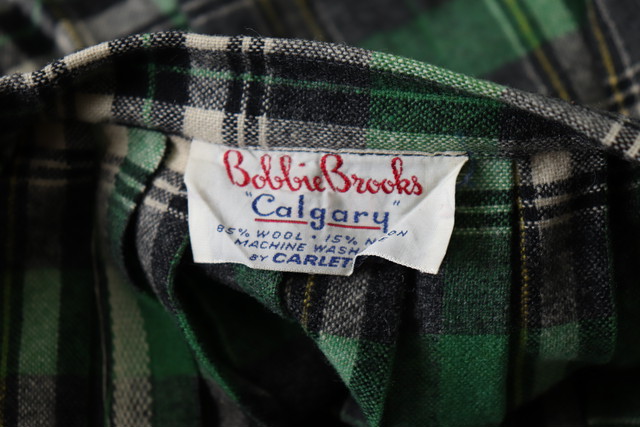 Bobbie Brooks
"Calgary"
85% WOOL • 15%
MACHINE WASH
BY CARLET